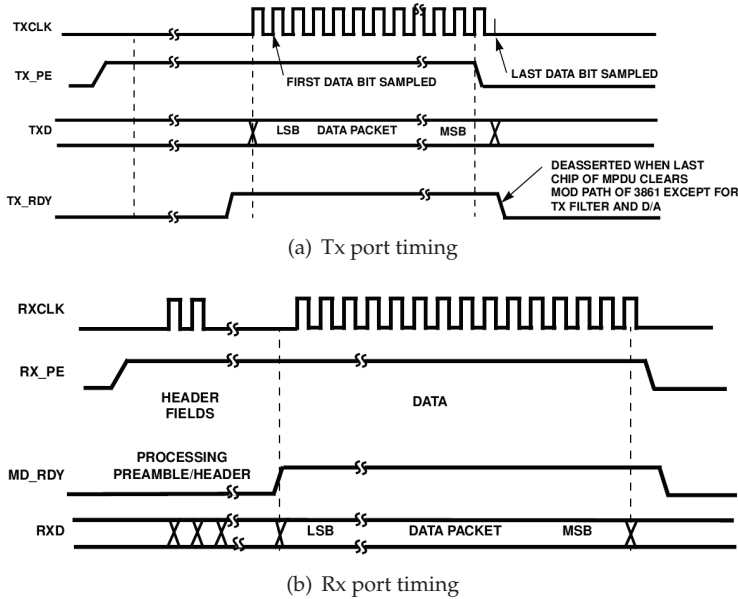 TXCLK
FIRST DATA BIT SAMPLED
LAST DATA BIT SAMPLED
TX_PE
TXD
LSB DATA PACKET MSB
DEASSERTED WHEN LAST
CHIP OF MPDU CLEARS
MOD PATH OF 3861 EXCEPT FOR
TX FILTER AND D/A
TX_RDY
(a) Tx port timing
RXCLK
RX_PE
HEADER
FIELDS
DATA
PROCESSING
PREAMBLE/HEADER
MD_RDY
RXD
LSB DATA PACKET MSB
(b) Rx port timing